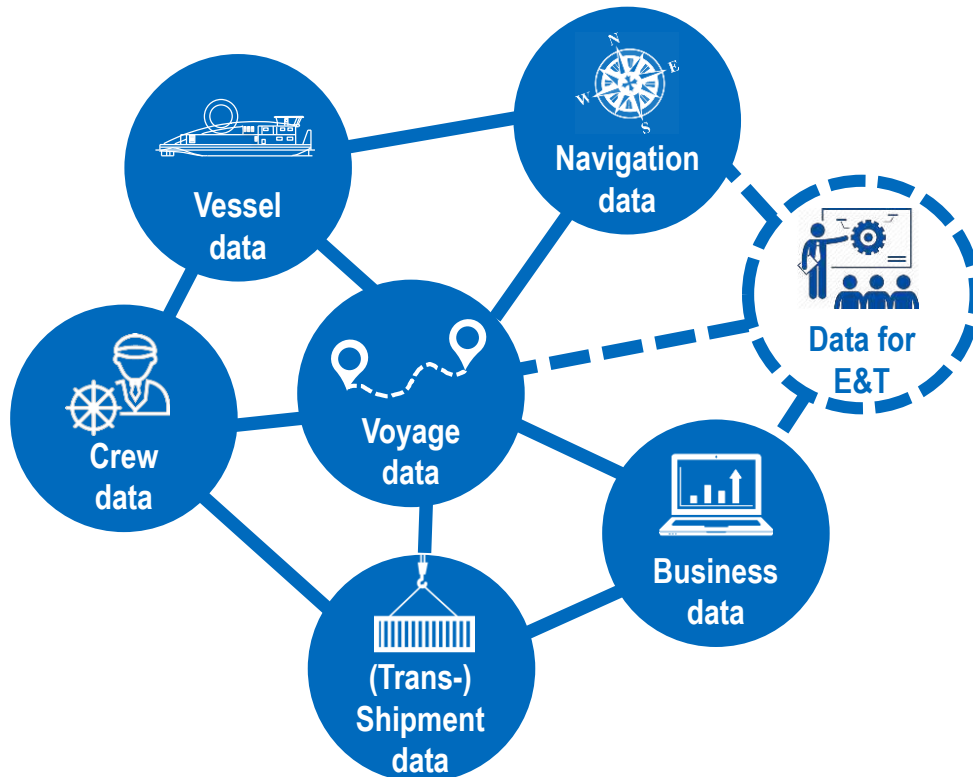 N
E
W
S
Navigation
data
Vessel
data
Data for
E&T
Voyage
data
Crew
data
Business
data
(Trans-)
Shipment
data